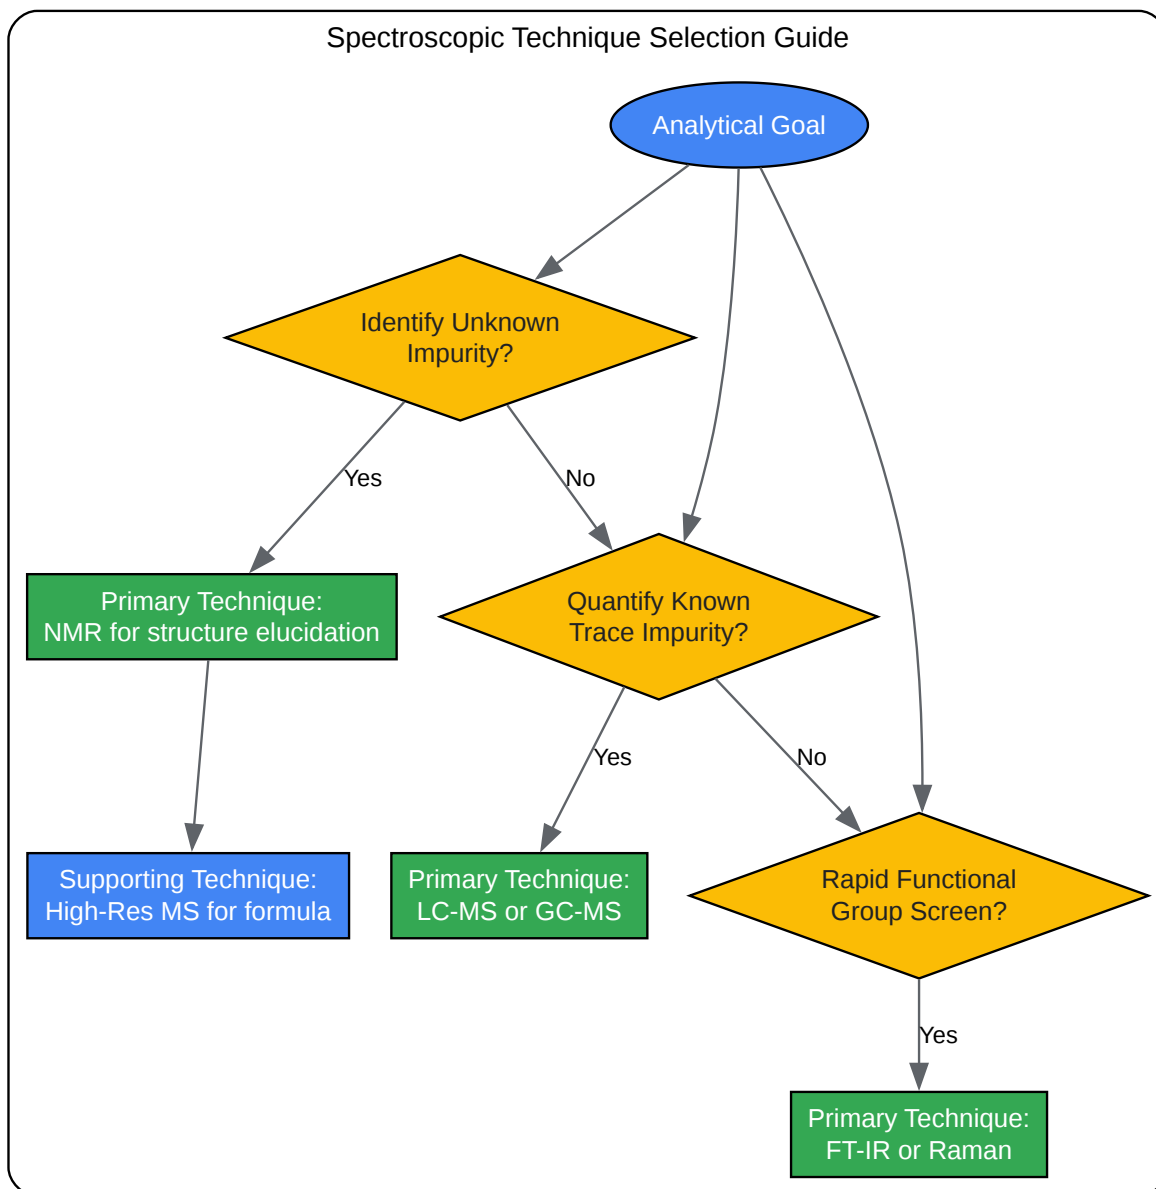 Spectroscopic Technique Selection Guide
Analytical Goal
Identify Unknown
Impurity?
Yes
No
Primary Technique:
NMR for structure elucidation
Quantify Known
Trace Impurity?
Yes
No
Supporting Technique:
High-Res MS for formula
Primary Technique:
LC-MS or GC-MS
Rapid Functional
Group Screen?
Yes
Primary Technique:
FT-IR or Raman